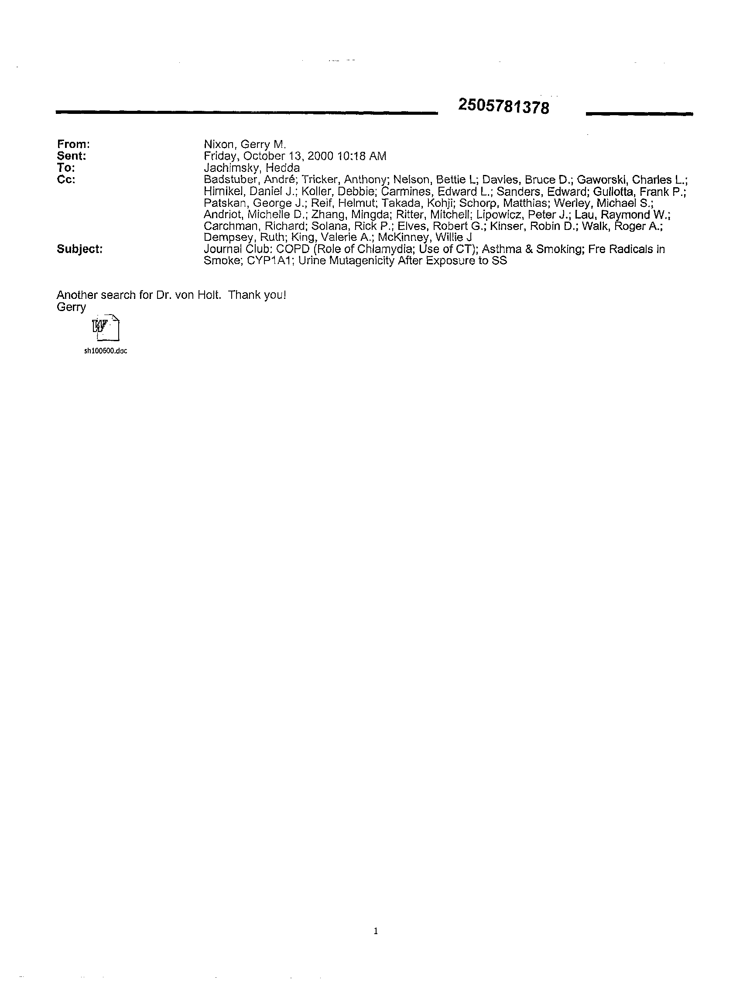 2505781378
From: Nixon, Gerry M.
Sent: Friday, October 13, 2000 10:18 AM
To: Jachimsky, Hedda
Cc: Badstuber, André; Tricker, Anthony; Nelson, Bettie L; Davies, Bruce D.; Gaworski, Charles L.;
Hirnikel, Daniel J.; Koller, Debbie; Carmines, Edward L.; Sanders, Edward; Gullotta, Frank P.;
Patskan, George J.; Reif, Helmut; Takada, Kohji; Schorp, Matthias; Werley, Michael S.;
Andriot, Michelle D.; Zhang, Mingda; Ritter, Mitchell; Lipowicz, Peter J.; Lau, Raymond W.;
Carchman, Richard; Solana, Rick P.; Elves, Robert G.; Kinser, Robin D.; Walk, Roger A.;
Dempsey, Ruth; King, Valerie A.; McKinney, Willie J
Subject: Journal Club: COPD (Role of Chlamydia; Use of CT); Asthma & Smoking; Fre Radicals in
Smoke; CYP1A1; Urine Mutagenicity After Exposure to SS
Another search for Dr. von Holt. Thank you!
Gerry
sh100600.doc
1